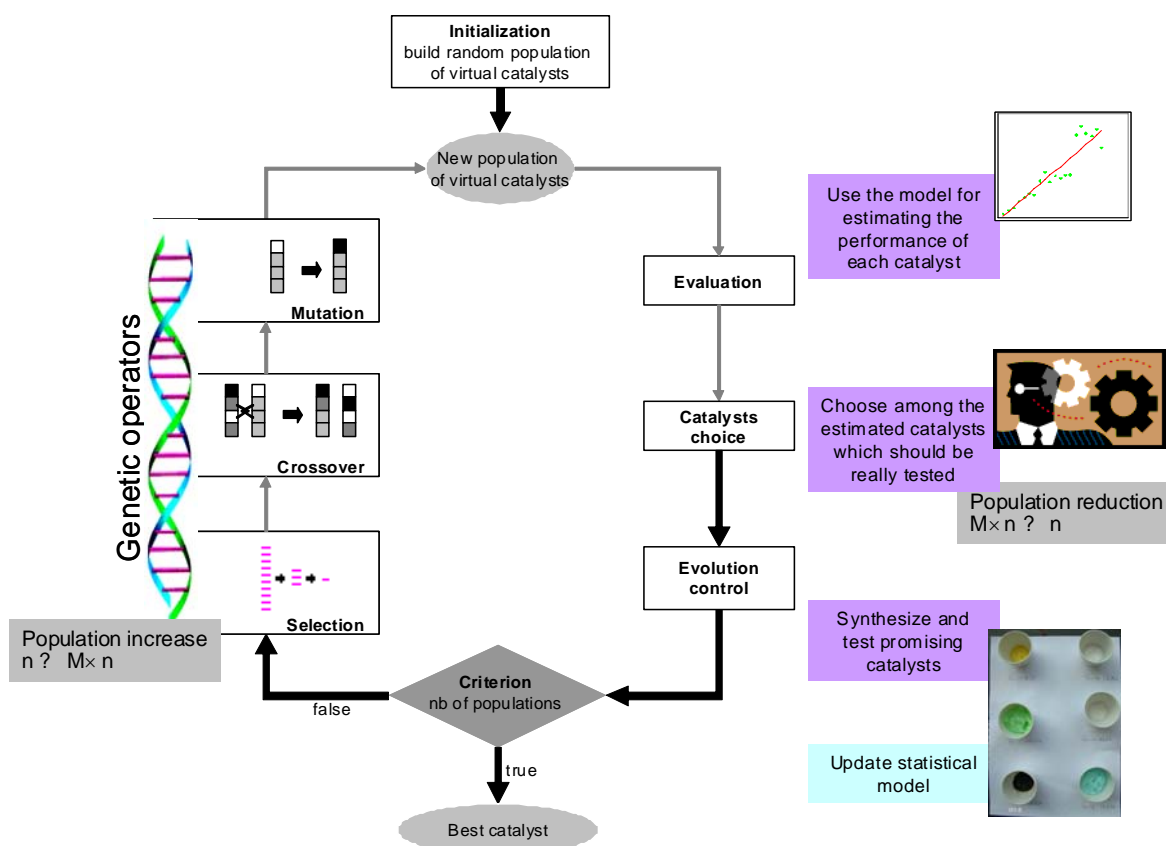 Initialization
build random population
of virtual catalysts
New population
of virtual catalysts
Use the model for
estimating the
performance of
each catalyst
Evaluation
Mutation
Genetic operators
Crossover
Catalysts
choice
Choose among the
estimated catalysts
which should be
really tested
Population reduction
M× n ? n
Evolution
control
Selection
Population increase
n ? M× n
Synthesize and
test promising
catalysts
Criterion
nb of populations
false
true
Update statistical
model
Best catalyst